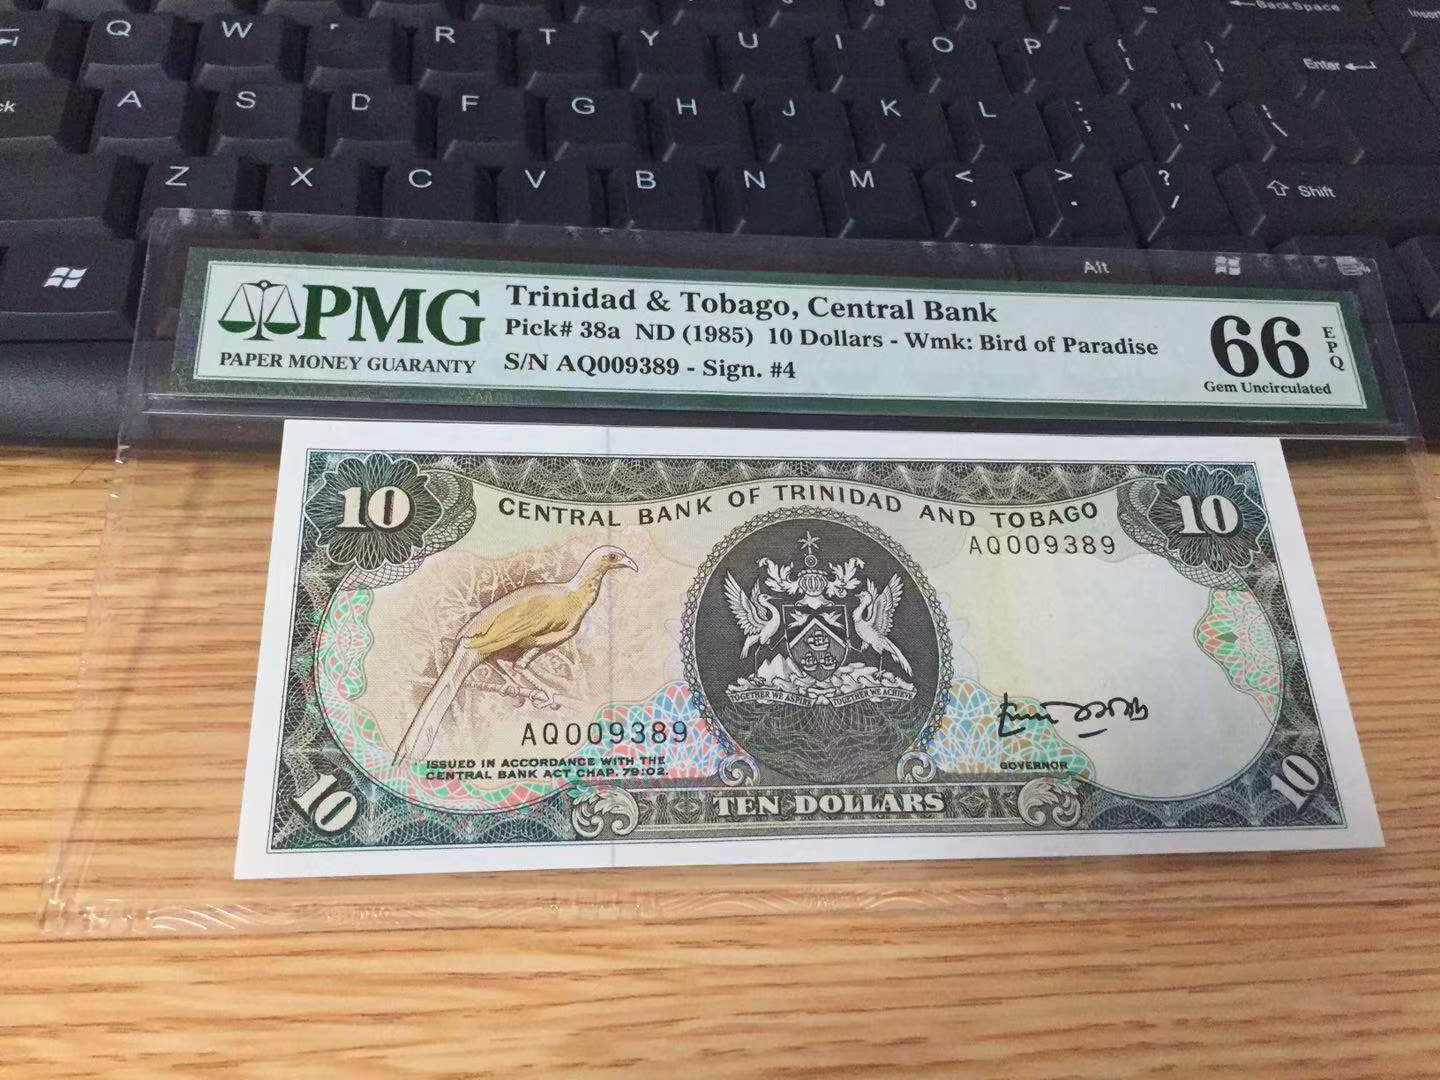 BackSpace
Q W R T Y U I O P { [ } ] Enter
A S D F G H J K L : ; " ' | \
Z X C V B N M < , > . ? / Shift
Alt
PMG
PAPER MONEY GUARANTY
Trinidad & Tobago, Central Bank
Pick# 38a ND (1985) 10 Dollars - Wmk: Bird of Paradise
S/N AQ009389 - Sign. #4
66 EPQ
Gem Uncirculated
10
CENTRAL BANK OF TRINIDAD AND TOBAGO
10
AQ009389
TOGETHER WE ASPIRE TOGETHER WE ACHIEVE
AQ009389
ISSUED IN ACCORDANCE WITH THE
CENTRAL BANK ACT CHAP. 79:02.
GOVERNOR
10
TEN DOLLARS
10